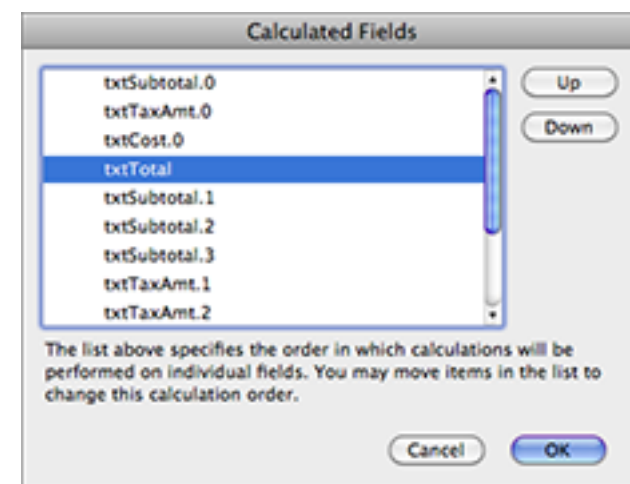 Calculated Fields
txtSubtotal.0
Up
txtTaxAmt.0
Down
txtCost.0
txtTotal
txtSubtotal.1
txtSubtotal.2
txtSubtotal.3
txtTaxAmt.1
txtTaxAmt.2
The list above specifies the order in which calculations will be
performed on individual fields. You may move items in the list to
change this calculation order.
Cancel
OK